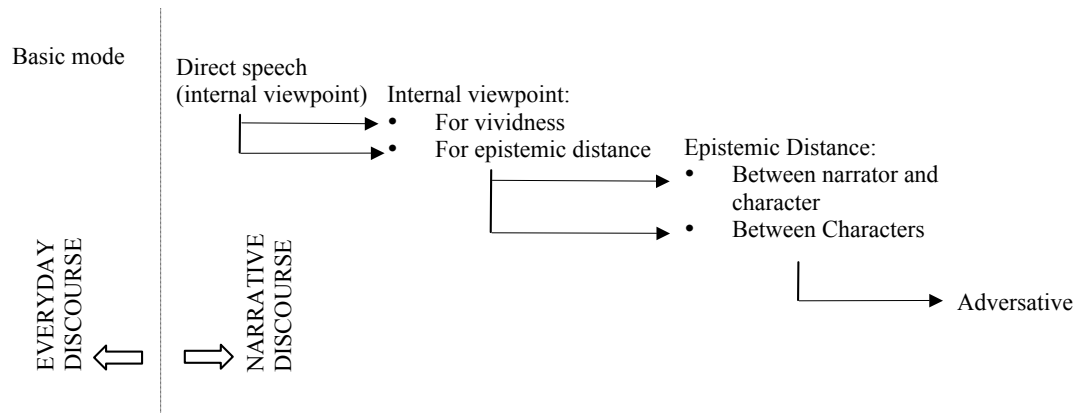 Basic mode
Direct speech
(internal viewpoint)
Internal viewpoint:
• For vividness
• For epistemic distance
Epistemic Distance:
• Between narrator and
character
• Between Characters
Adversative
EVERYDAY
DISCOURSE
NARRATIVE
DISCOURSE